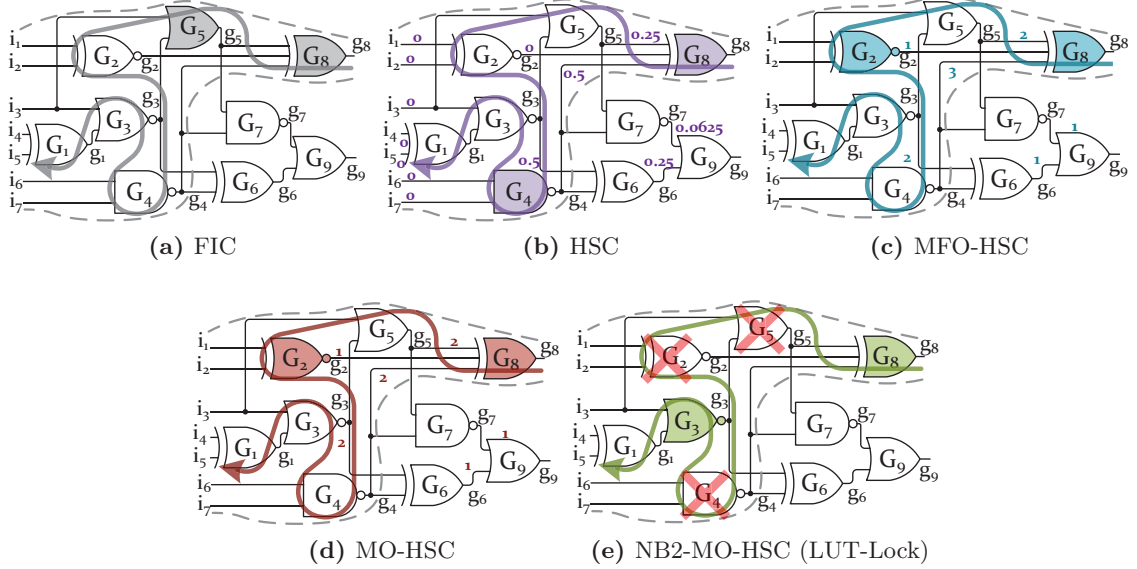 i1
i2
i3
i4
i5
i6
i7
G1
G2
G3
G4
G5
G6
G7
G8
G9
g1
g2
g3
g4
g5
g6
g7
g8
g9
(a) FIC
i1
i2
i3
i4
i5
i6
i7
0
0
0
0
0
0
0
0
0.25
0.5
0.5
0.25
0.0625
G1
G2
G3
G4
G5
G6
G7
G8
G9
g1
g2
g3
g4
g5
g6
g7
g8
g9
(b) HSC
i1
i2
i3
i4
i5
i6
i7
1
2
3
2
1
1
G1
G2
G3
G4
G5
G6
G7
G8
G9
g1
g2
g3
g4
g5
g6
g7
g8
g9
(c) MFO-HSC
i1
i2
i3
i4
i5
i6
i7
1
2
2
2
1
1
G1
G2
G3
G4
G5
G6
G7
G8
G9
g1
g2
g3
g4
g5
g6
g7
g8
g9
(d) MO-HSC
i1
i2
i3
i4
i5
i6
i7
G1
G2
G3
G4
G5
G6
G7
G8
G9
g1
g2
g3
g4
g5
g6
g7
g8
g9
(e) NB2-MO-HSC (LUT-Lock)